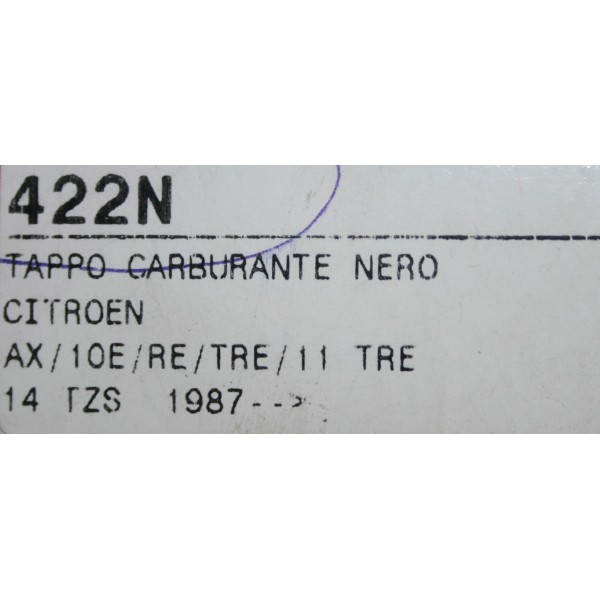 422N
TAPPO CARBURANTE NERO
CITROEN
AX/10E/RE/TRE/11 TRE
14 TZS 1987-->